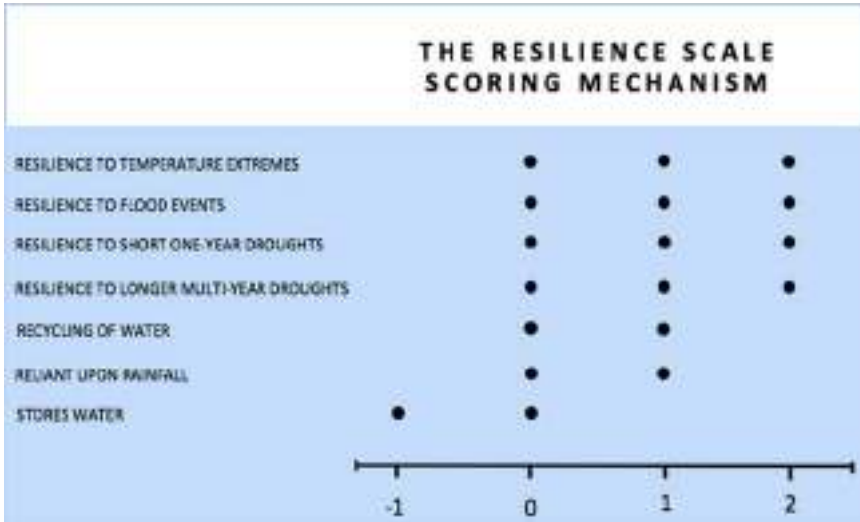 THE RESILIENCE SCALE
SCORING MECHANISM
RESILIENCE TO TEMPERATURE EXTREMES
RESILIENCE TO FLOOD EVENTS
RESILIENCE TO SHORT ONE-YEAR DROUGHTS
RESILIENCE TO LONGER MULTI-YEAR DROUGHTS
RECYCLING OF WATER
RELIANT UPON RAINFALL
STORES WATER
-1 0 1 2